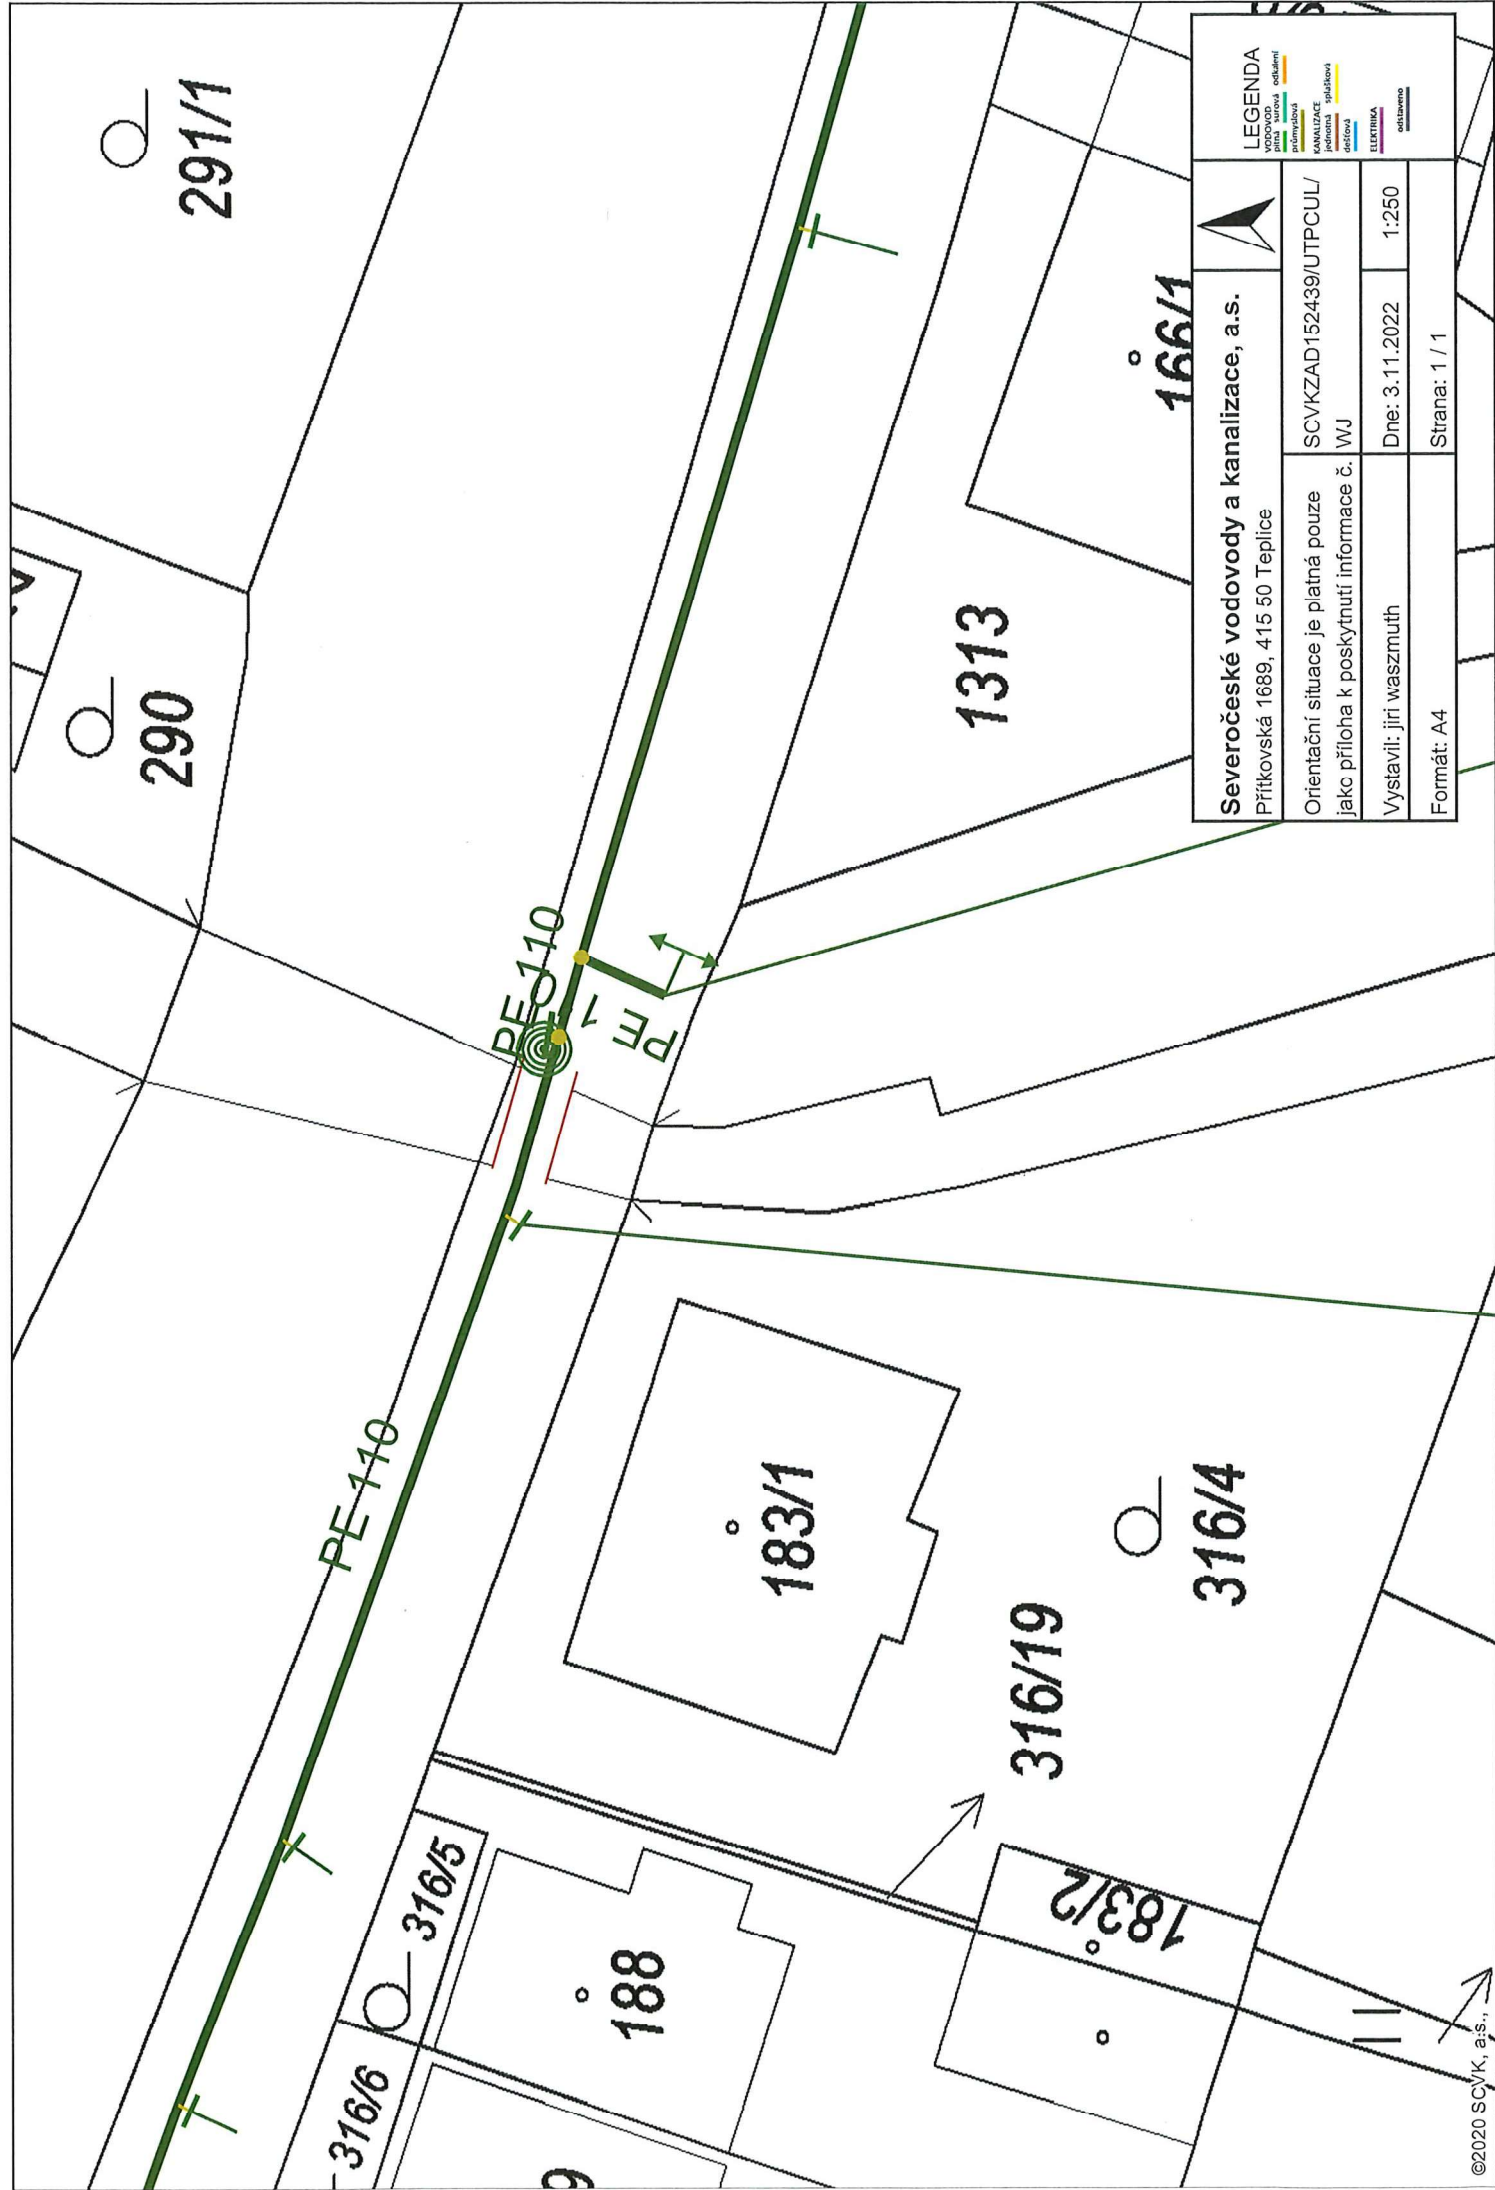 291/1
290
PE 110
PE 110
PE 1
O
1313
166/1
183/1
316/4
316/19
183/2
316/5
316/6
188
9
Severočeské vodovody a kanalizace, a.s.
Přítkovská 1689, 415 50 Teplice
Orientační situace je platná pouze
jako příloha k poskytnutí informace č.
SCVKZAD152439/UTPCUL/
WJ
Vystavil: jiri waszmuth
Dne: 3.11.2022
1:250
Formát: A4
Strana: 1 / 1
LEGENDA
VODOVOD
pitná surová odkalení
průmyslová
KANALIZACE
jednotná splašková
dešťová
ELEKTRIKA
odstaveno
©2020 SCVK, a.s.,